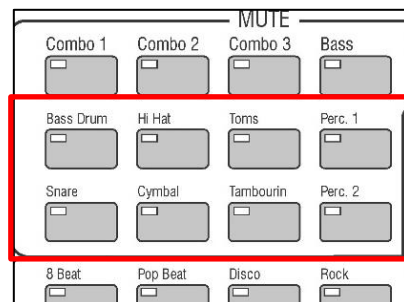 MUTE
Combo 1 Combo 2 Combo 3 Bass
Bass Drum Hi Hat Toms Perc. 1
Snare Cymbal Tambourin Perc. 2
8 Beat Pop Beat Disco Rock